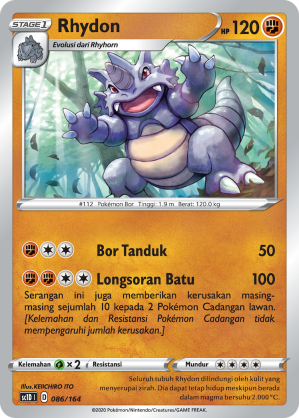 STAGE 1 Rhydon HP 120
Evolusi dari Rhyhorn
#112 Pokémon Bor Tinggi: 1.9 m Berat: 120.0 kg
Bor Tanduk 50
Longsoran Batu 100
Serangan ini juga memberikan kerusakan masing-
masing sejumlah 10 kepada 2 Pokémon Cadangan lawan.
[Kelemahan dan Resistansi Pokémon Cadangan tidak
mempengaruhi jumlah kerusakan.]
Kelemahan ×2 Resistansi Mundur
Illus. KEIICHIRO ITO
SC1D I D 086/164
Seluruh tubuh Rhydon dilindungi oleh kulit yang
menyerupai zirah. Dia dapat tetap hidup meskipun
terbenam dalam magma bersuhu 2.000 °C.
©2020 Pokémon/Nintendo/Creatures/GAME FREAK.